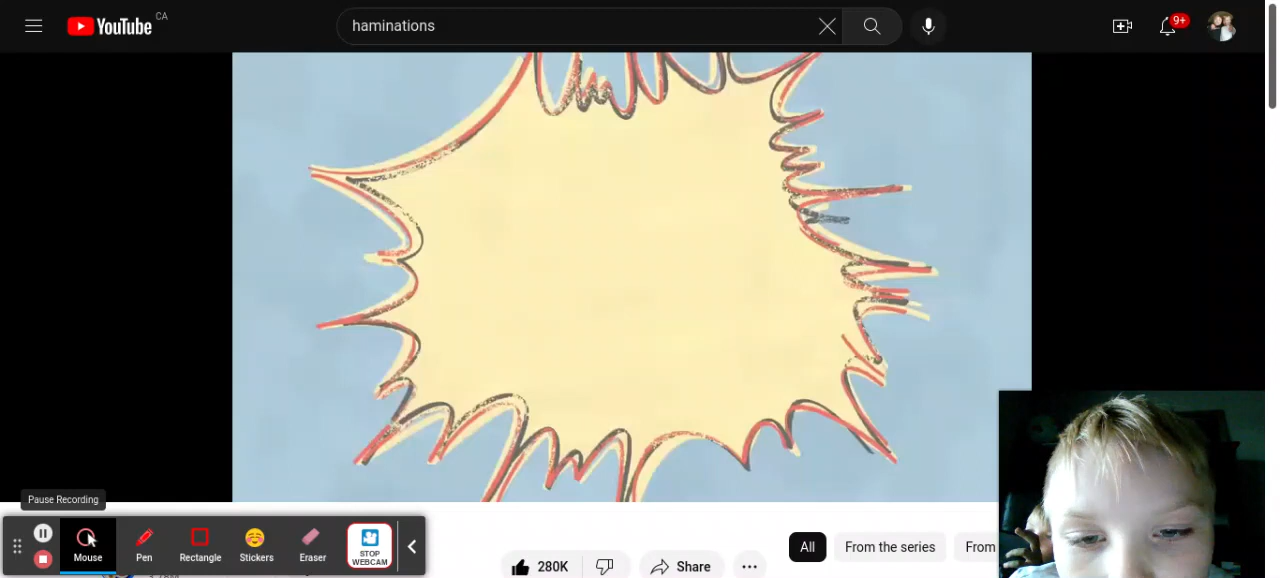 YouTube CA
haminations
9+
Pause Recording
Mouse
Pen
Rectangle
Stickers
Eraser
STOP
WEBCAM
280K
Share
All
From the series
From